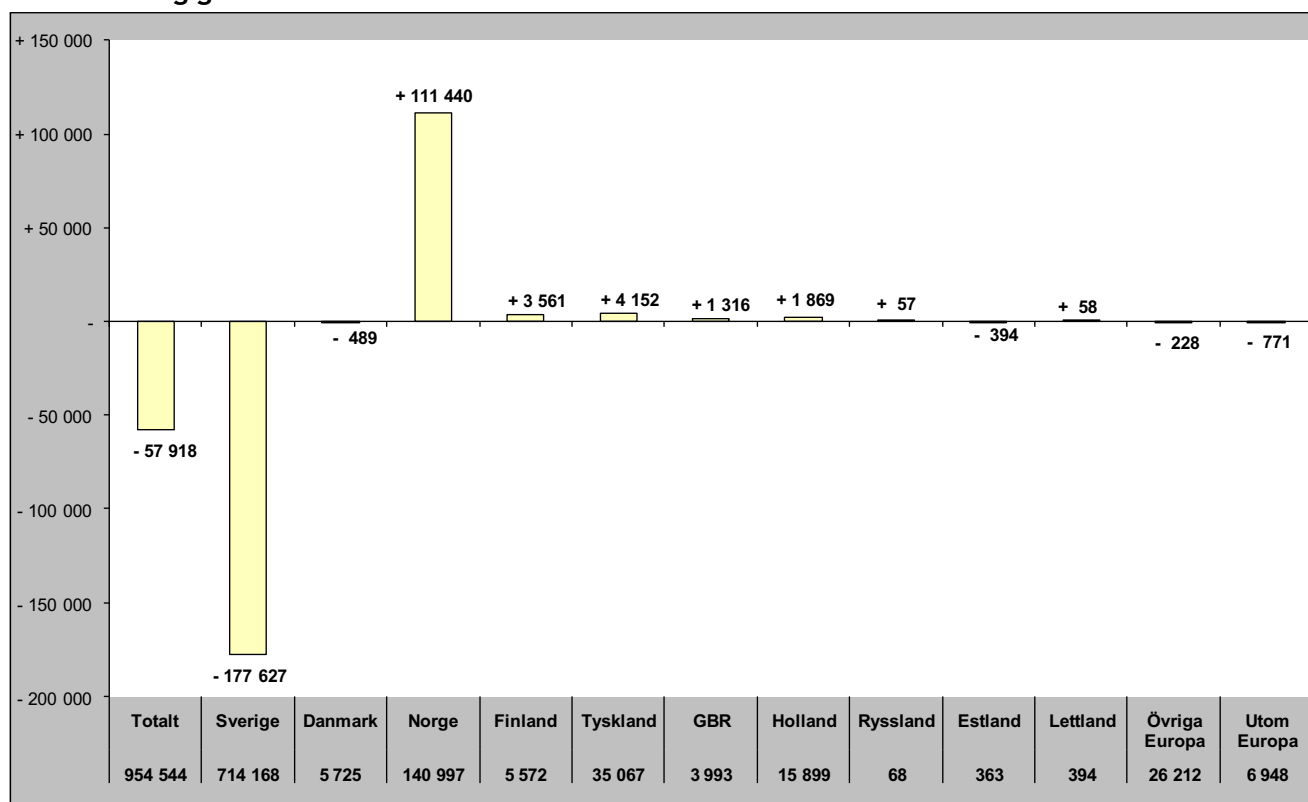 + 150 000
+ 111 440
+ 100 000
+ 50 000
+ 3 561
+ 4 152
+ 1 316
+ 1 869
+ 57
+ 58
-
- 489
- 394
- 228
- 771
- 50 000
- 57 918
- 100 000
- 150 000
- 177 627
- 200 000
Totalt Sverige Danmark Norge Finland Tyskland GBR Holland Ryssland Estland Lettland Övriga Europa Utom Europa
954 544 714 168 5 725 140 997 5 572 35 067 3 993 15 899 68 363 394 26 212 6 948